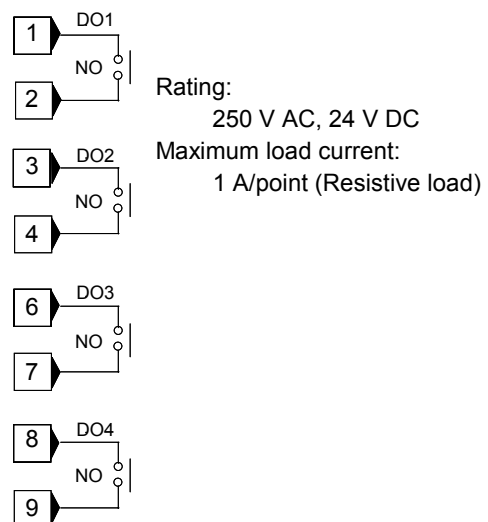 1 DO1
NO
2
Rating:
250 V AC, 24 V DC
Maximum load current:
1 A/point (Resistive load)
3 DO2
NO
4
6 DO3
NO
7
8 DO4
NO
9